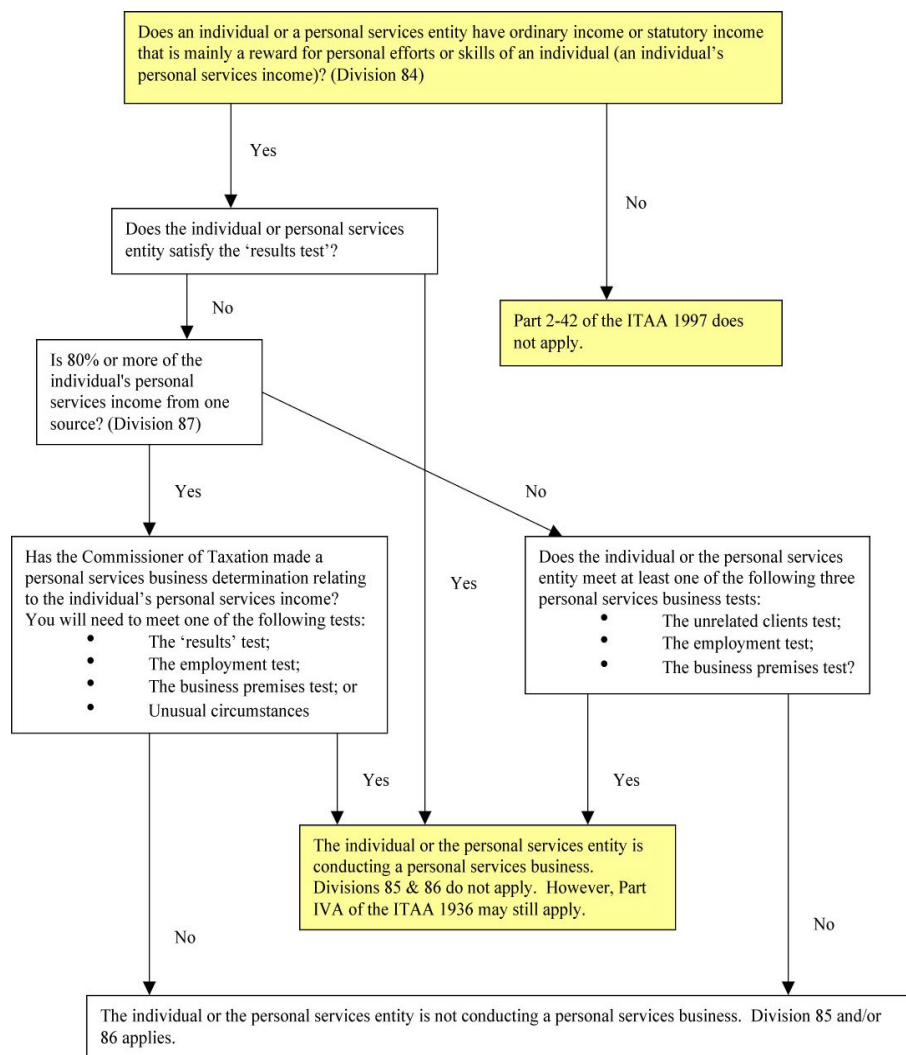 Does an individual or a personal services entity have ordinary income or statutory income
that is mainly a reward for personal efforts or skills of an individual (an individual's
personal services income)? (Division 84)
Yes
No
Does the individual or personal services
entity satisfy the ‘results test’?
No
Part 2-42 of the ITAA 1997 does
not apply.
Is 80% or more of the
individual's personal
services income from one
source? (Division 87)
Yes
No
Has the Commissioner of Taxation made a
personal services business determination relating
to the individual’s personal services income?
You will need to meet one of the following tests:
• The ‘results’ test;
• The employment test;
• The business premises test; or
• Unusual circumstances
Yes
Does the individual or the personal services
entity meet at least one of the following three
personal services business tests:
• The unrelated clients test;
• The employment test;
• The business premises test?
Yes
Yes
The individual or the personal services entity is
conducting a personal services business.
Divisions 85 & 86 do not apply. However, Part
IVA of the ITAA 1936 may still apply.
No
No
The individual or the personal services entity is not conducting a personal services business. Division 85 and/or
86 applies.